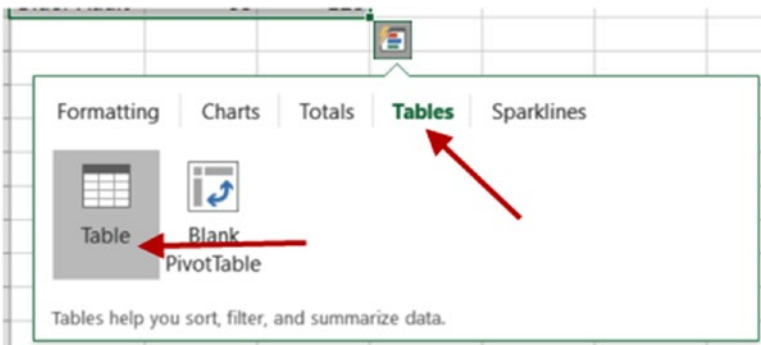 Formatting Charts Totals Tables Sparklines
Table Blank
PivotTable
Tables help you sort, filter, and summarize data.